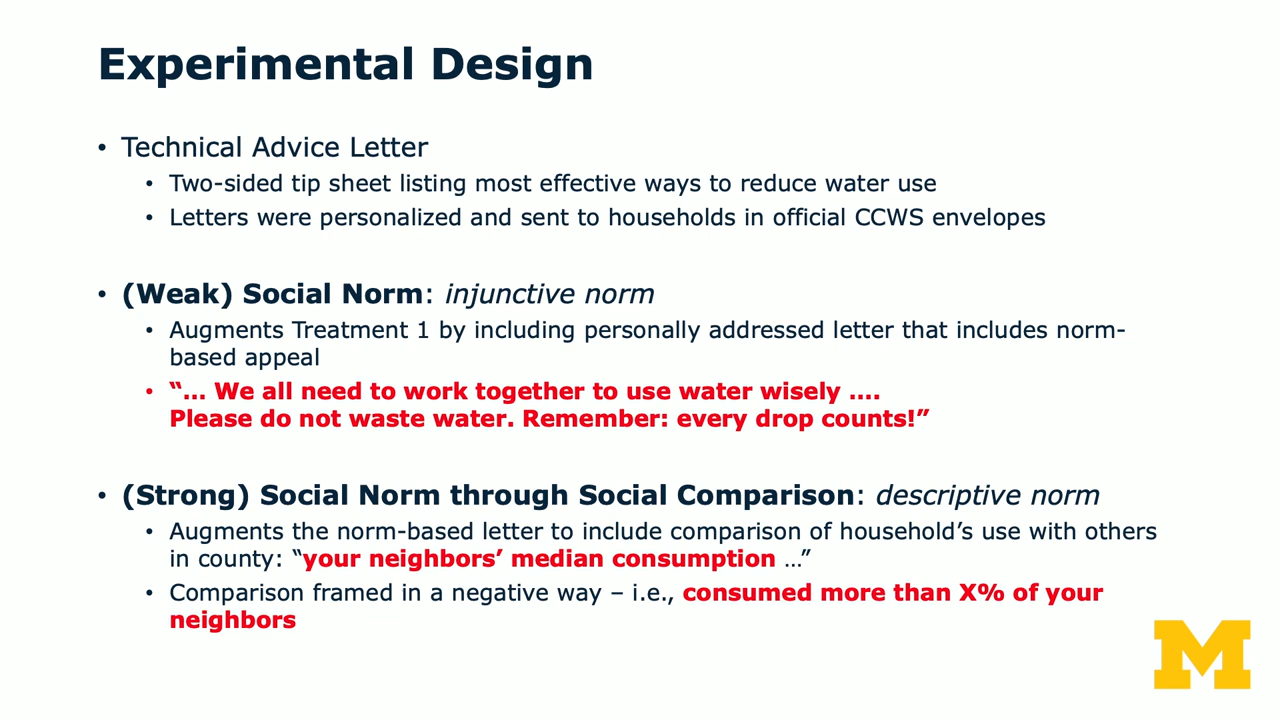 Experimental Design
• Technical Advice Letter
• Two-sided tip sheet listing most effective ways to reduce water use
• Letters were personalized and sent to households in official CCWS envelopes
• (Weak) Social Norm: injunctive norm
• Augments Treatment 1 by including personally addressed letter that includes norm-
based appeal
• “... We all need to work together to use water wisely ....
Please do not waste water. Remember: every drop counts!”
• (Strong) Social Norm through Social Comparison: descriptive norm
• Augments the norm-based letter to include comparison of household’s use with others
in county: “your neighbors’ median consumption …”
• Comparison framed in a negative way – i.e., consumed more than X% of your
neighbors
M